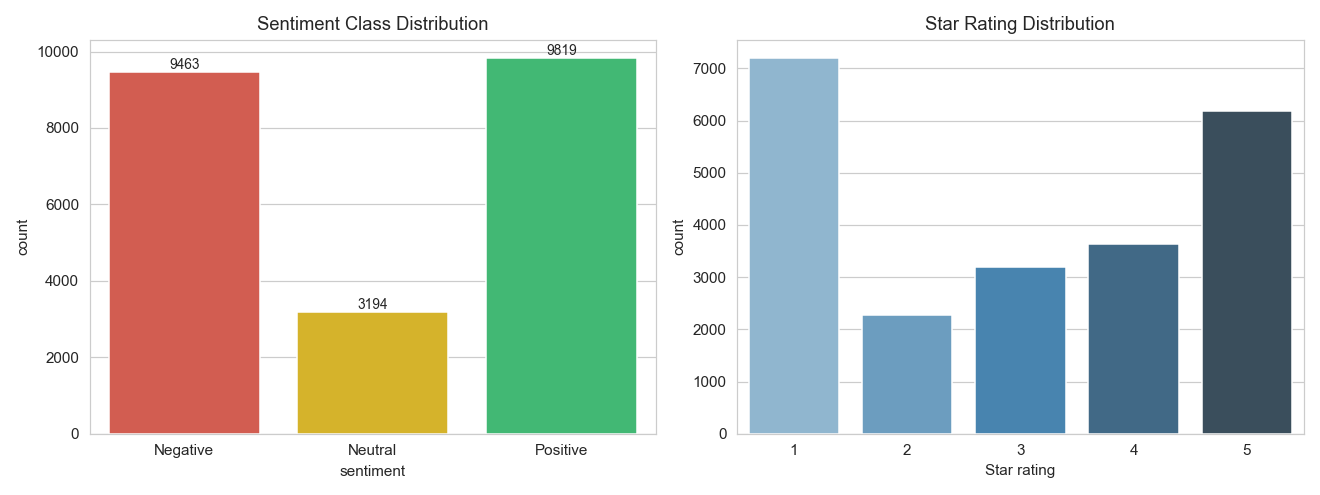 Sentiment Class Distribution
10000
8000
6000
4000
2000
0
count
9463
3194
9819
Negative
Neutral
Positive
sentiment
Star Rating Distribution
7000
6000
5000
4000
3000
2000
1000
0
count
1
2
3
4
5
Star rating